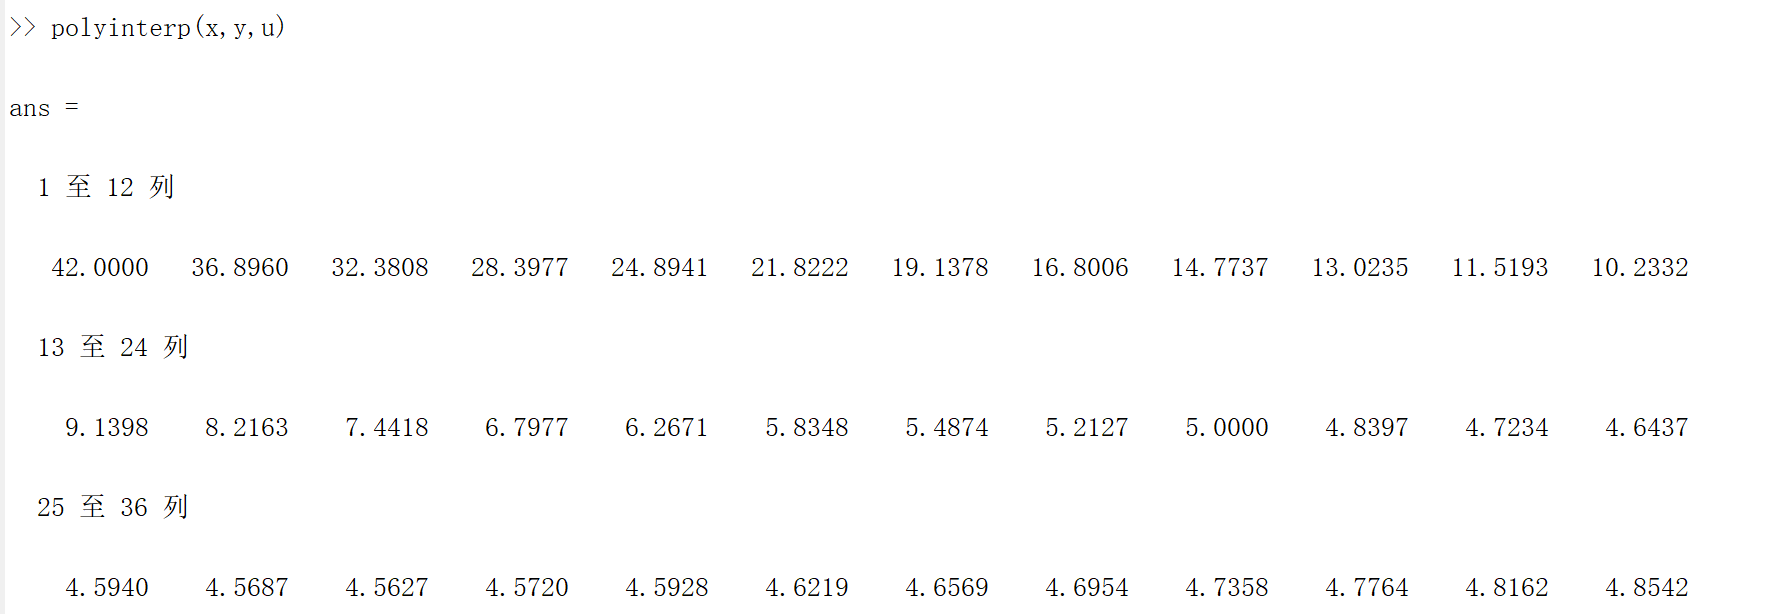 >> polyinterp(x,y,u)
ans =
1 至 12 列
42.0000 36.8960 32.3808 28.3977 24.8941 21.8222 19.1378 16.8006 14.7737 13.0235 11.5193 10.2332
13 至 24 列
9.1398 8.2163 7.4418 6.7977 6.2671 5.8348 5.4874 5.2127 5.0000 4.8397 4.7234 4.6437
25 至 36 列
4.5940 4.5687 4.5627 4.5720 4.5928 4.6219 4.6569 4.6954 4.7358 4.7764 4.8162 4.8542